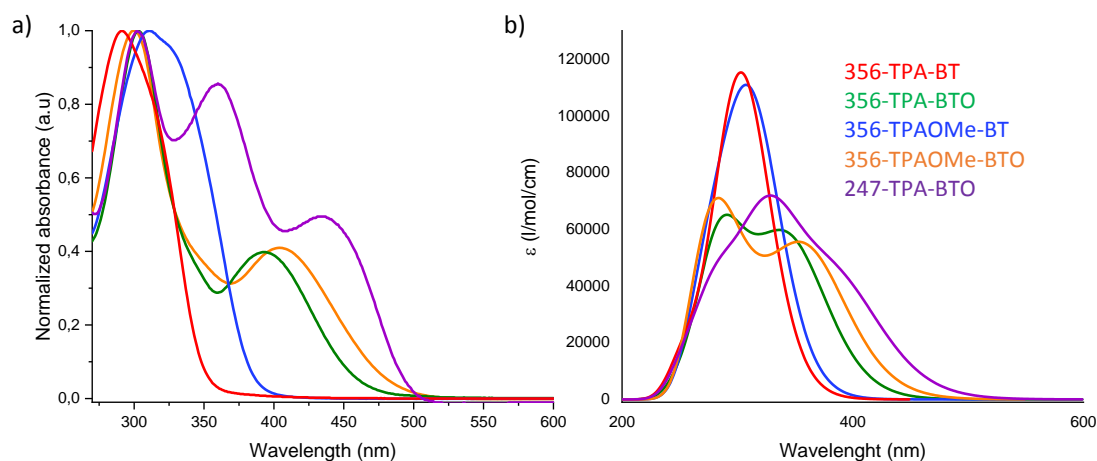 a)
Normalized absorbance (a.u)
1,0
0,8
0,6
0,4
0,2
0,0
300 350 400 450 500 550 600
Wavelength (nm)
b)
ε (l/mol/cm)
120000
100000
80000
60000
40000
20000
0
200 400 600
Wavelenght (nm)
356-TPA-BT
356-TPA-BTO
356-TPAOMe-BT
356-TPAOMe-BTO
247-TPA-BTO